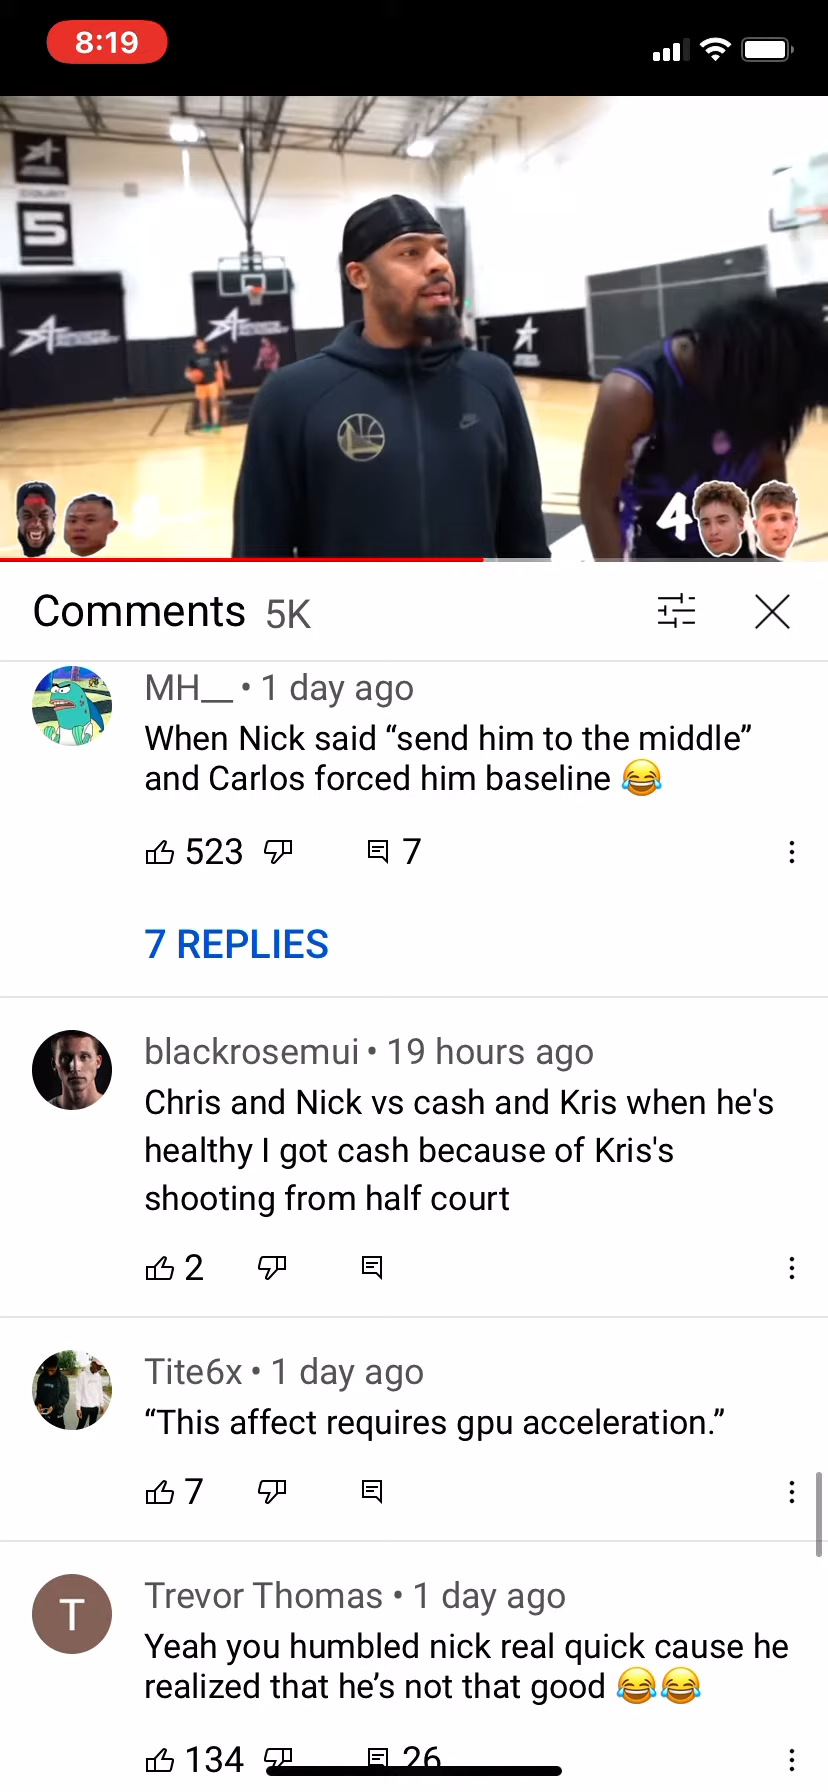 8:19
COURT
5
4
Comments 5K
MH__ • 1 day ago
When Nick said “send him to the middle”
and Carlos forced him baseline 😂
523 7
7 REPLIES
blackrosemui • 19 hours ago
Chris and Nick vs cash and Kris when he's
healthy I got cash because of Kris's
shooting from half court
2
Tite6x • 1 day ago
“This affect requires gpu acceleration.”
7
T
Trevor Thomas • 1 day ago
Yeah you humbled nick real quick cause he
realized that he’s not that good 😂😂
134 26